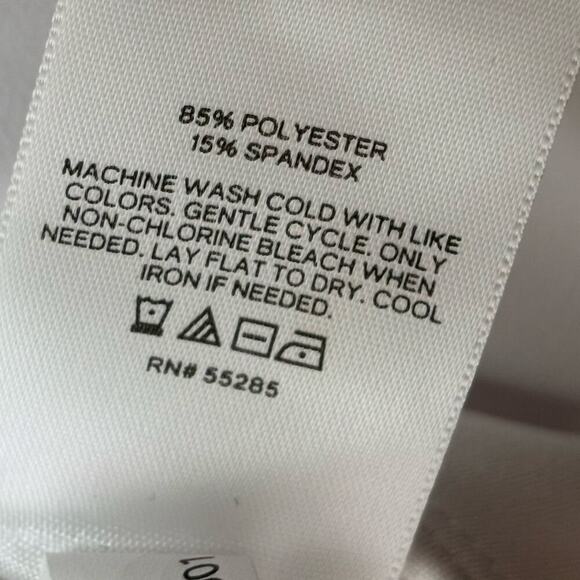 85% POLYESTER
15% SPANDEX
MACHINE WASH COLD WITH LIKE
COLORS. GENTLE CYCLE. ONLY
NON-CHLORINE BLEACH WHEN
NEEDED. LAY FLAT TO DRY. COOL
IRON IF NEEDED.
RN# 55285